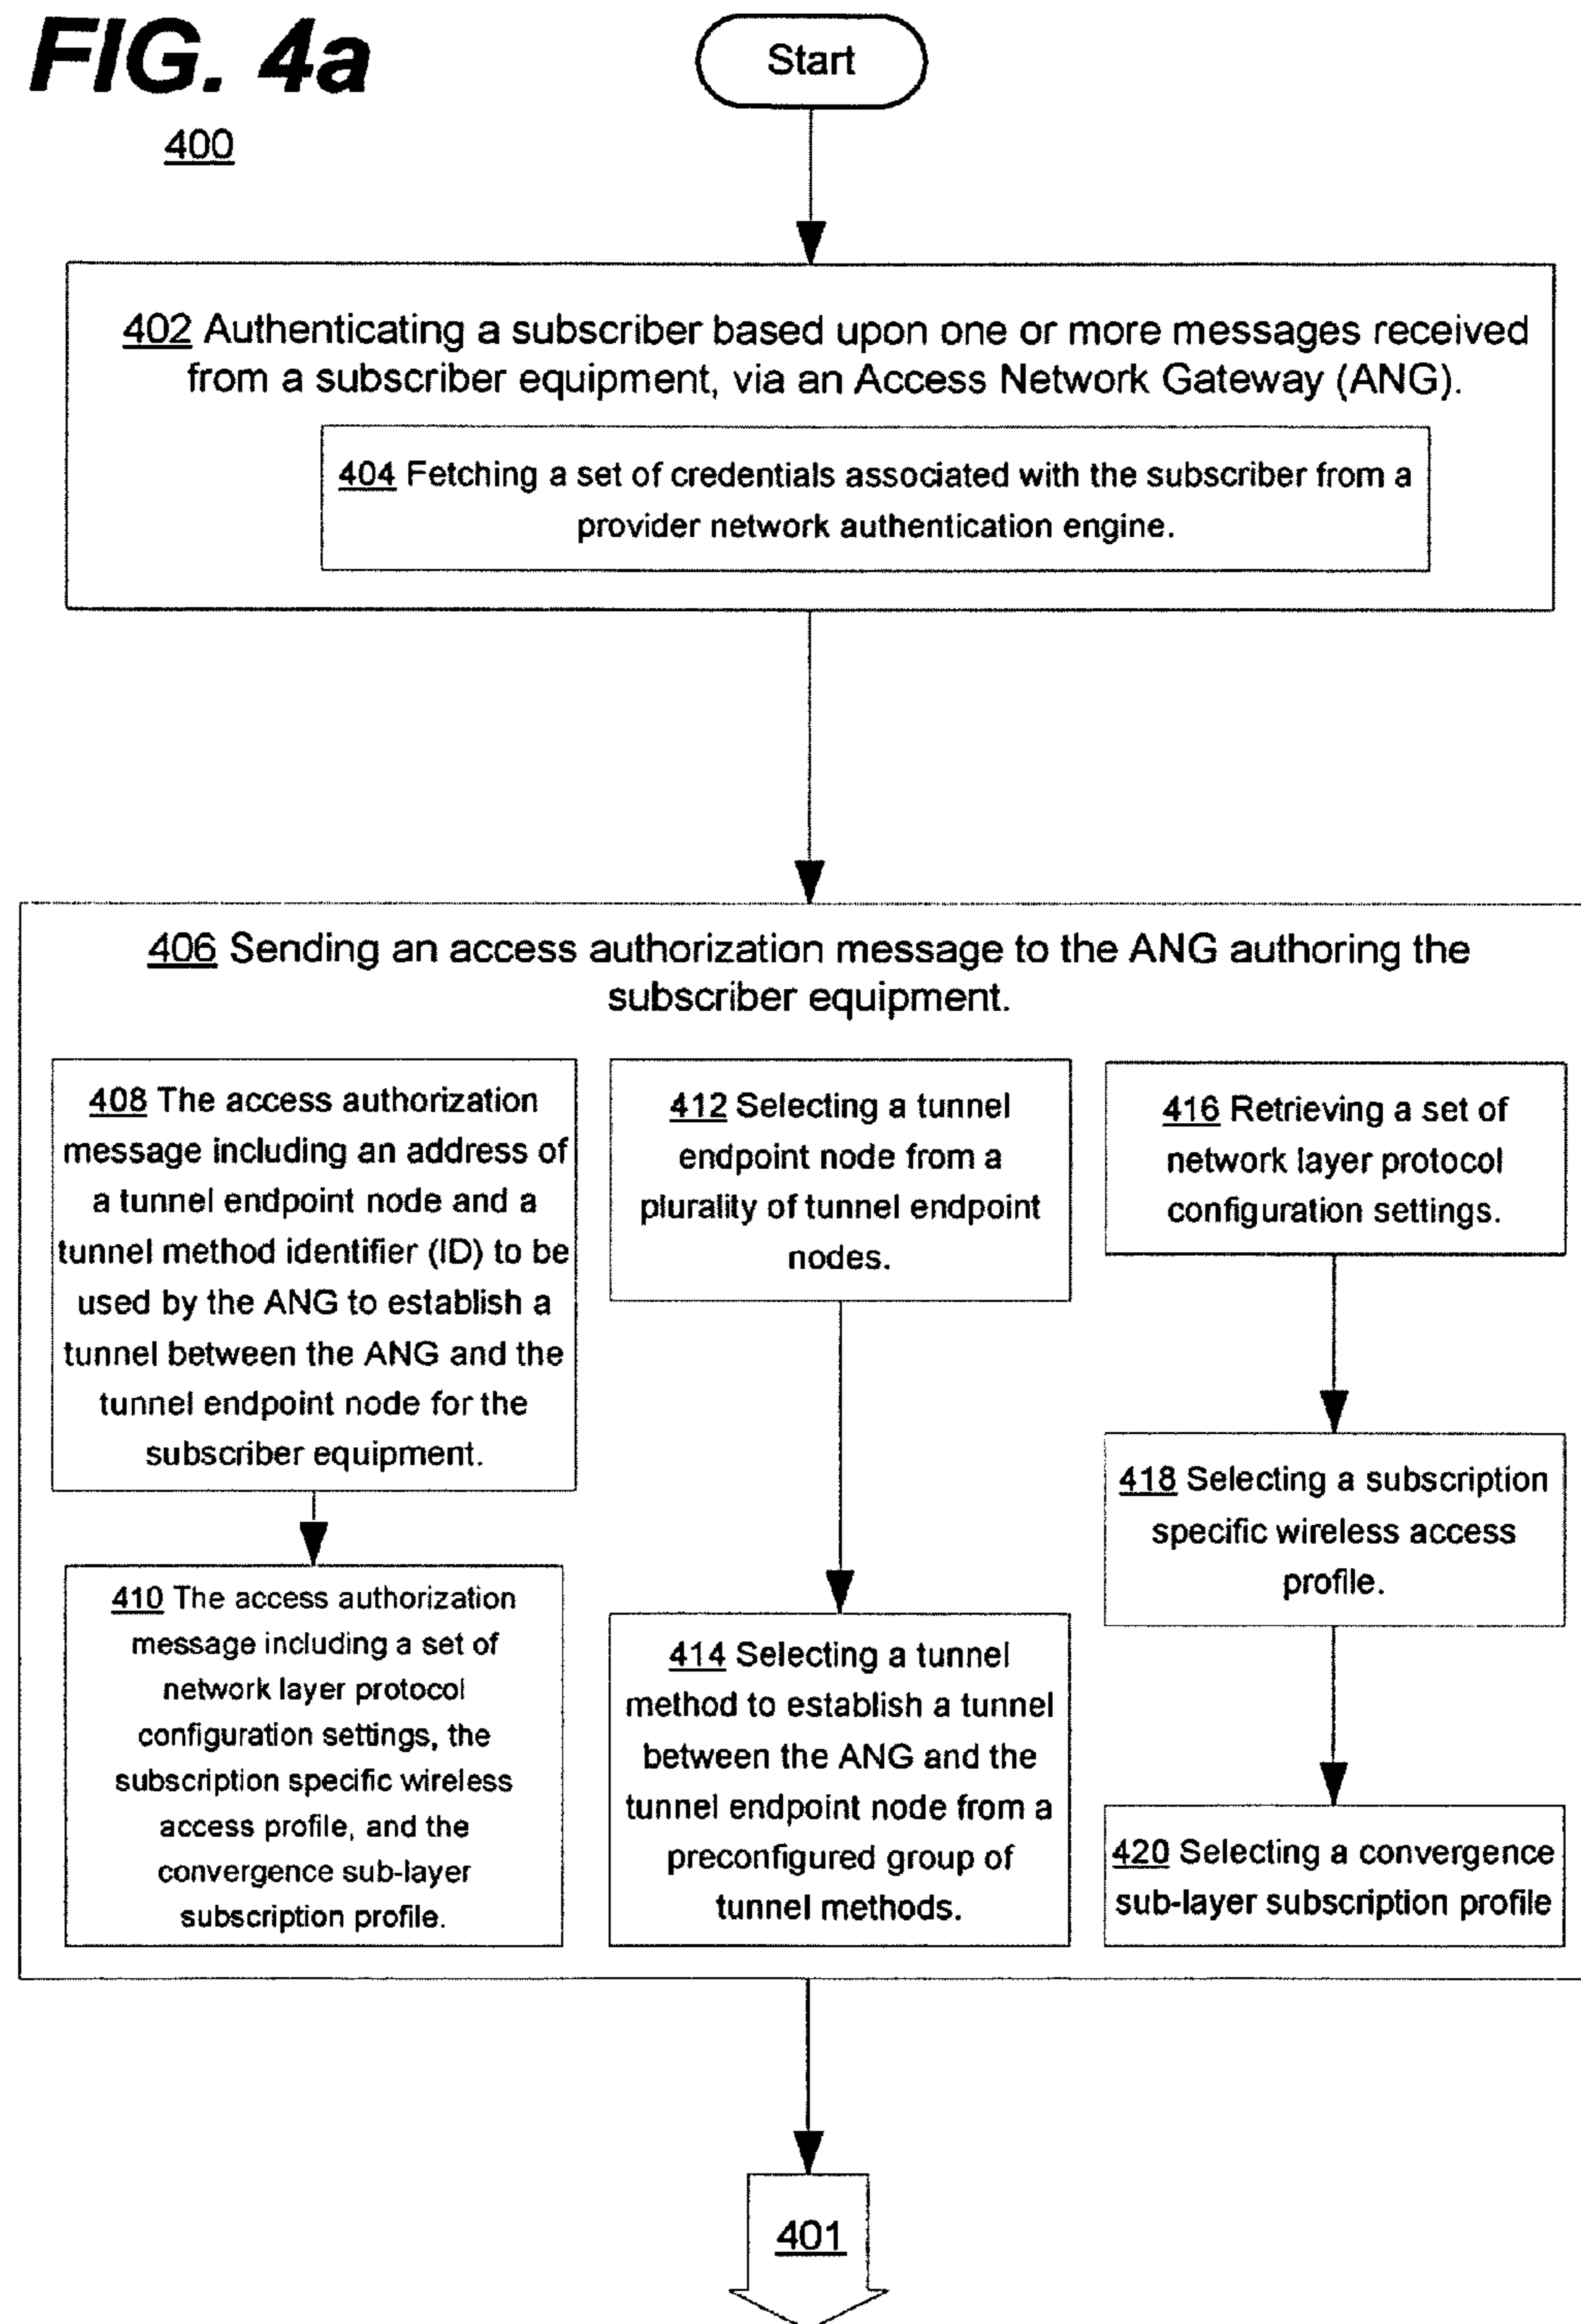 FIG. 4a
400
Start
402 Authenticating a subscriber based upon one or more messages received
from a subscriber equipment, via an Access Network Gateway (ANG).
404 Fetching a set of credentials associated with the subscriber from a
provider network authentication engine.
406 Sending an access authorization message to the ANG authoring the
subscriber equipment.
408 The access authorization
message including an address of
a tunnel endpoint node and a
tunnel method identifier (ID) to be
used by the ANG to establish a
tunnel between the ANG and the
tunnel endpoint node for the
subscriber equipment.
410 The access authorization
message including a set of
network layer protocol
configuration settings, the
subscription specific wireless
access profile, and the
convergence sub-layer
subscription profile.
412 Selecting a tunnel
endpoint node from a
plurality of tunnel endpoint
nodes.
414 Selecting a tunnel
method to establish a tunnel
between the ANG and the
tunnel endpoint node from a
preconfigured group of
tunnel methods.
416 Retrieving a set of
network layer protocol
configuration settings.
418 Selecting a subscription
specific wireless access
profile.
420 Selecting a convergence
sub-layer subscription profile
401